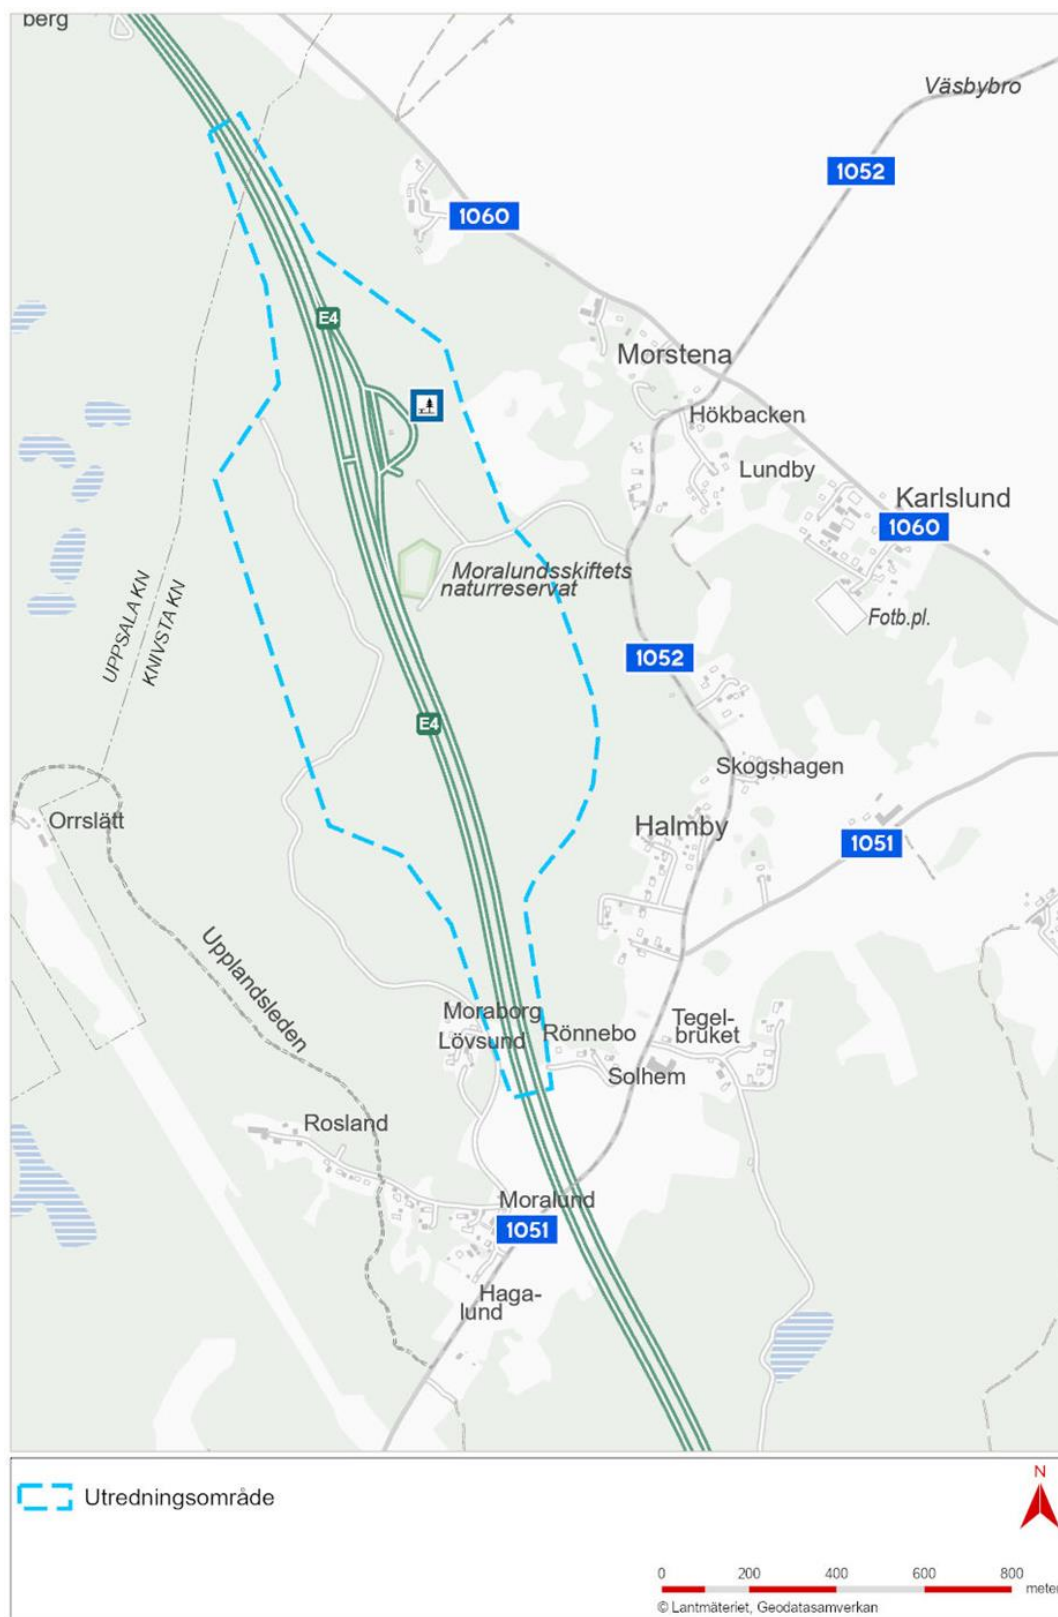 berg
Väsbybro
1052
1060
E4
Morstena
Hökbacken
Lundby
Karlslund
1060
Moralundsskiftets
naturreservat
UPPSALA KN
KNIVSTA KN
Fotb.pl.
1052
E4
Skogshagen
Orrslätt
Halmby
1051
Upplandsleden
Moraborg
Lövsund
Rönnebo
Tegel-
brüket
Solhem
Rosland
Moralund
1051
Haga-
lund
Utredningsområde
N
0 200 400 600 800
meter
© Lantmäteriet, Geodatasamverkan